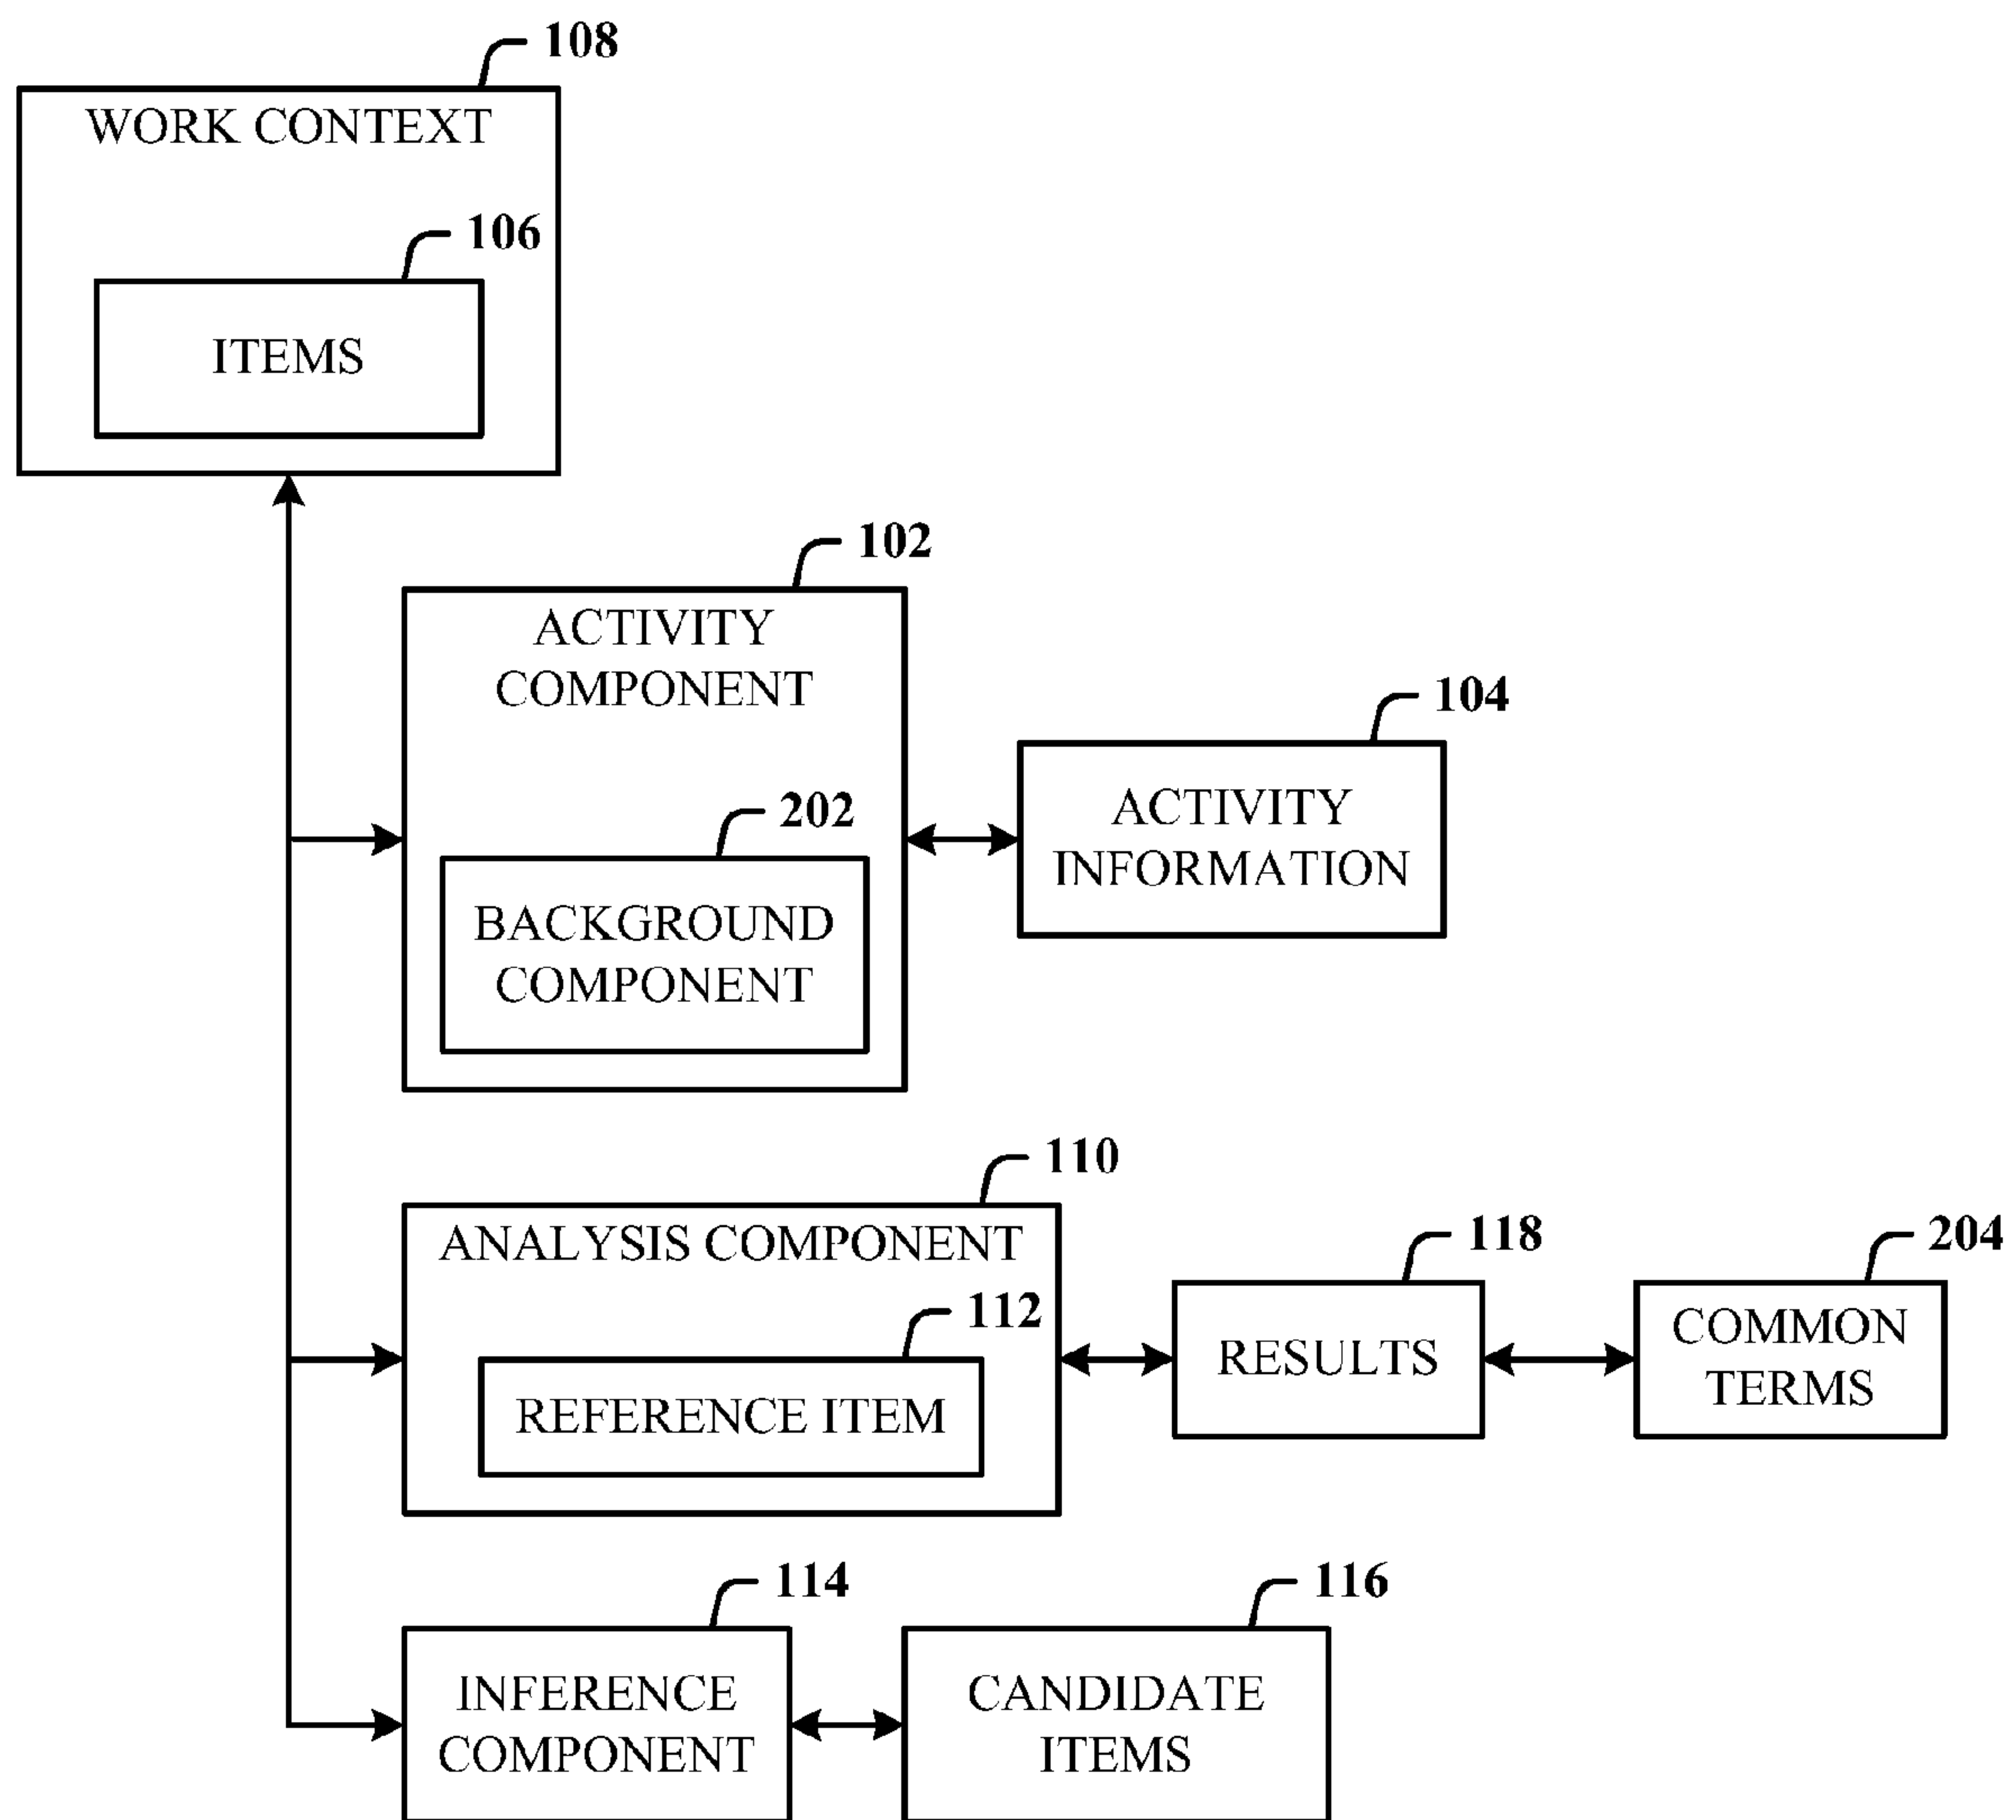 108
WORK CONTEXT
106
ITEMS
102
ACTIVITY
COMPONENT
104
202
ACTIVITY
INFORMATION
BACKGROUND
COMPONENT
110
ANALYSIS COMPONENT
118
204
112
COMMON
TERMS
RESULTS
REFERENCE ITEM
114
116
INFERENCE
COMPONENT
CANDIDATE
ITEMS